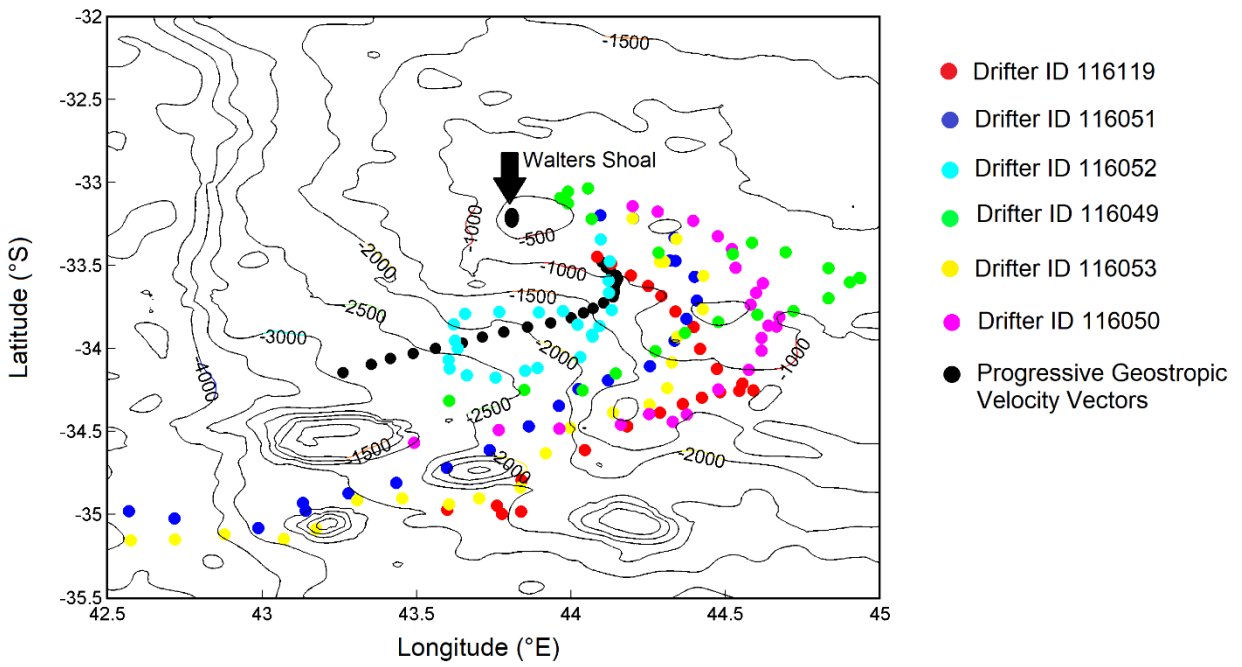 -32
-32.5
-33
-33.5
-34
-34.5
-35
-35.5
42.5
43
43.5
44
44.5
45
Latitude (°S)
Longitude (°E)
-1500
Walters Shoal
-1000
-500
-2000
-1000
-1500
-2500
-3000
-2000
-1000
-4000
-2500
-1500
-2000
-2000
Drifter ID 116119
Drifter ID 116051
Drifter ID 116052
Drifter ID 116049
Drifter ID 116053
Drifter ID 116050
Progressive Geostropic
Velocity Vectors